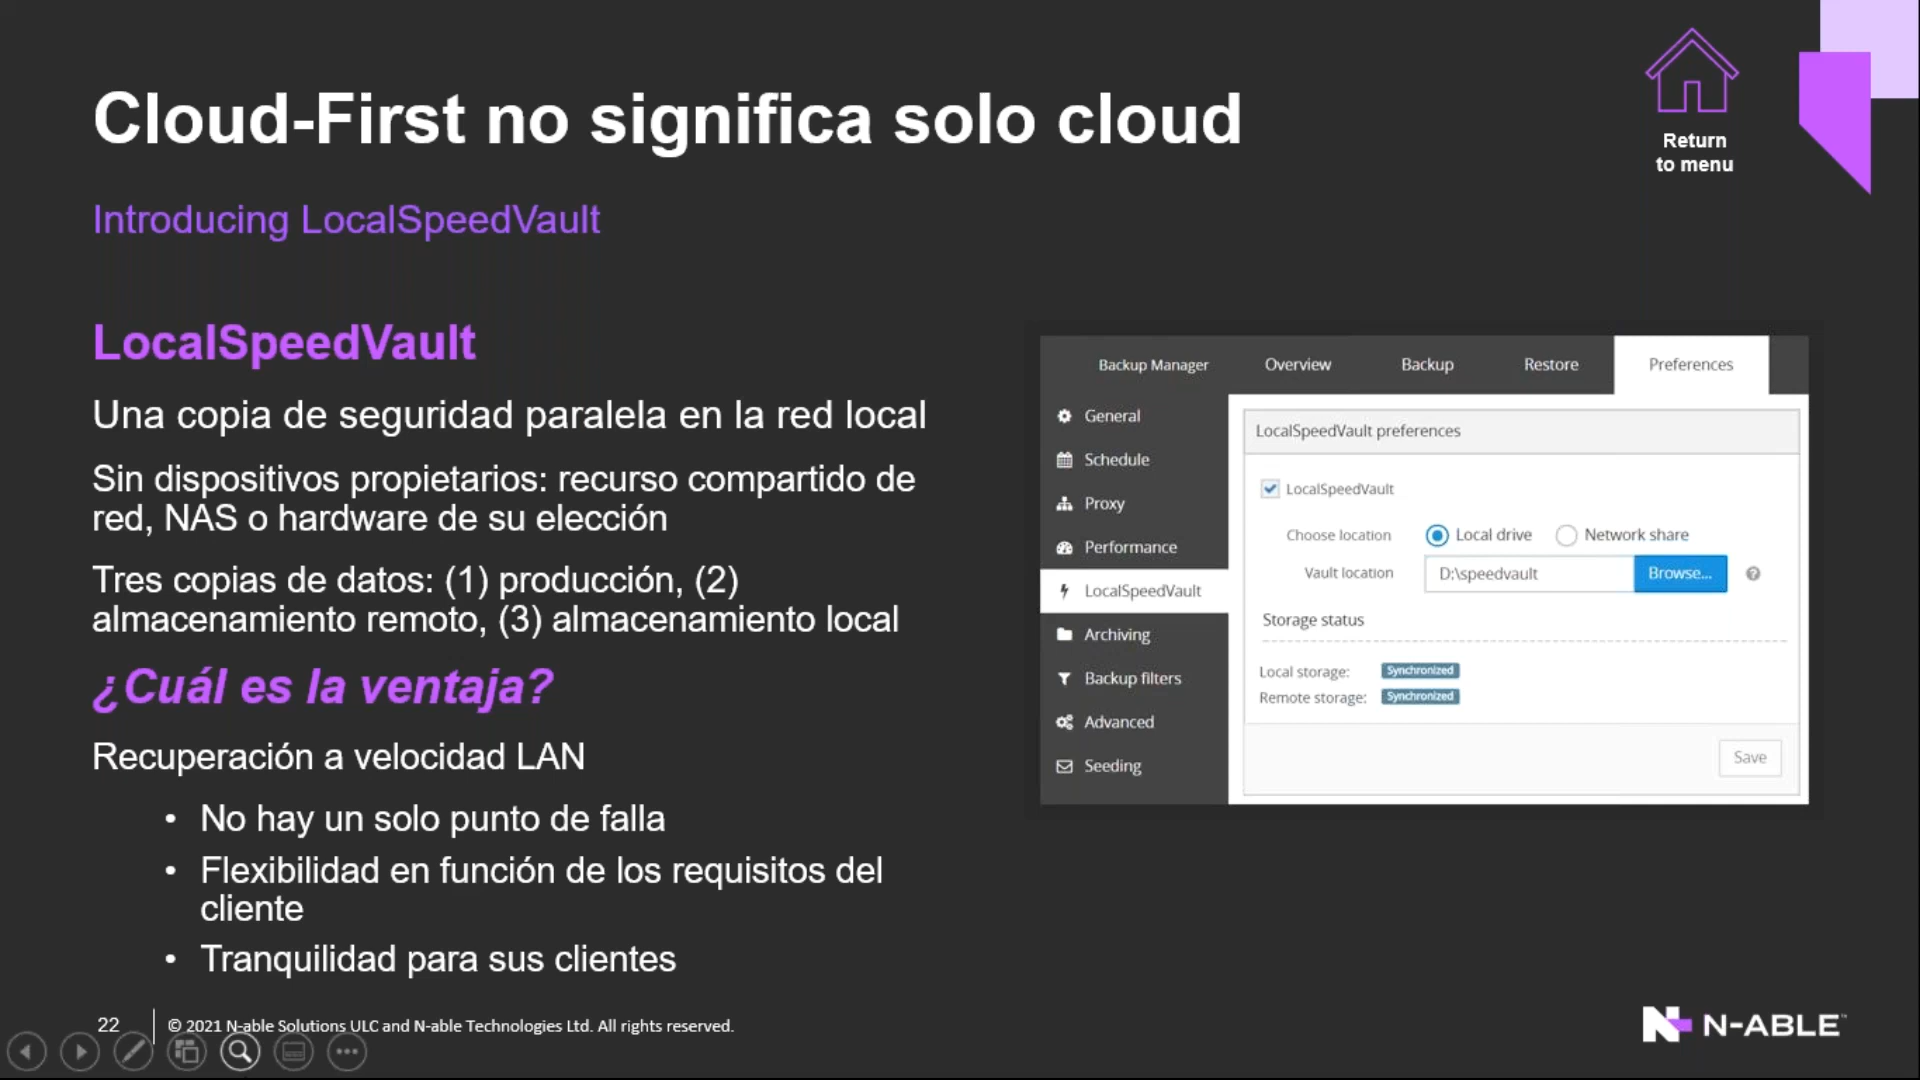 Cloud-First no significa solo cloud
Return
to menu
Introducing LocalSpeedVault
LocalSpeedVault
Una copia de seguridad paralela en la red local
Sin dispositivos propietarios: recurso compartido de
red, NAS o hardware de su elección
Tres copias de datos: (1) producción, (2)
almacenamiento remoto, (3) almacenamiento local
¿Cuál es la ventaja?
Recuperación a velocidad LAN
• No hay un solo punto de falla
• Flexibilidad en función de los requisitos del
cliente
• Tranquilidad para sus clientes
Backup Manager Overview Backup Restore Preferences
General
Schedule
Proxy
Performance
LocalSpeedVault
Archiving
Backup filters
Advanced
Seeding
LocalSpeedVault preferences
LocalSpeedVault
Choose location Local drive Network share
Vault location D:\speedvault Browse... ?
Storage status
Local storage: Synchronized
Remote storage: Synchronized
Save
22 © 2021 N-able Solutions ULC and N-able Technologies Ltd. All rights reserved.
N-ABLE™